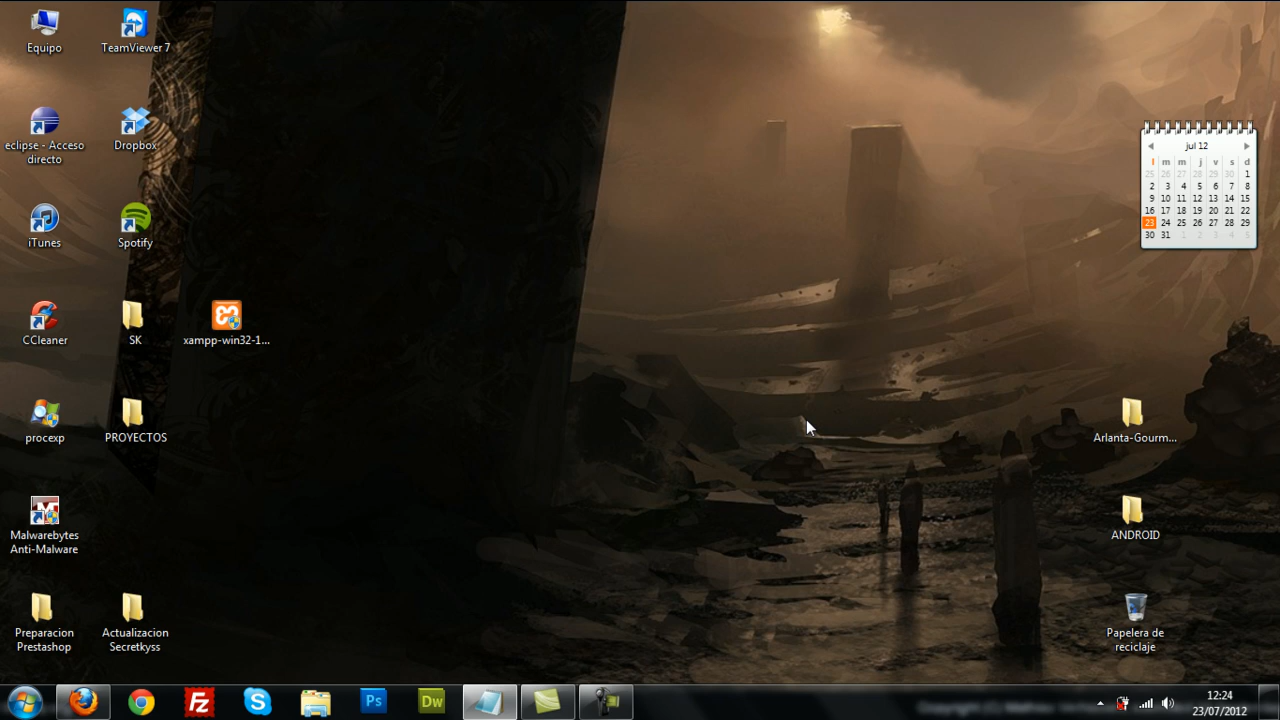 Equipo
TeamViewer 7
eclipse - Acceso
directo
Dropbox
iTunes
Spotify
CCleaner
SK
xampp-win32-1...
procexp
PROYECTOS
Malwarebytes
Anti-Malware
Preparacion
Prestashop
Actualizacion
Secretkyss
jul 12
l m m j v s d
25 26 27 28 29 30 1
2 3 4 5 6 7 8
9 10 11 12 13 14 15
16 17 18 19 20 21 22
23 24 25 26 27 28 29
30 31 1 2 3 4 5
Arlanta-Gourm...
ANDROID
Papelera de
reciclaje
Fz
S
Ps
Dw
12:24
23/07/2012